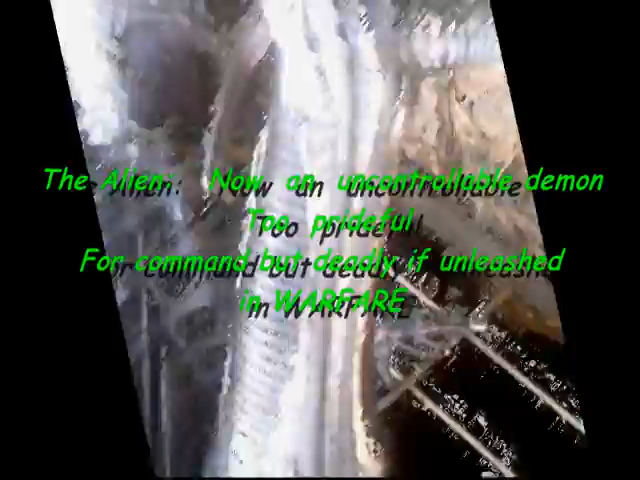 The Alien: Now an uncontrollable demon
Too prideful
For command but deadly if unleashed
in WARFARE